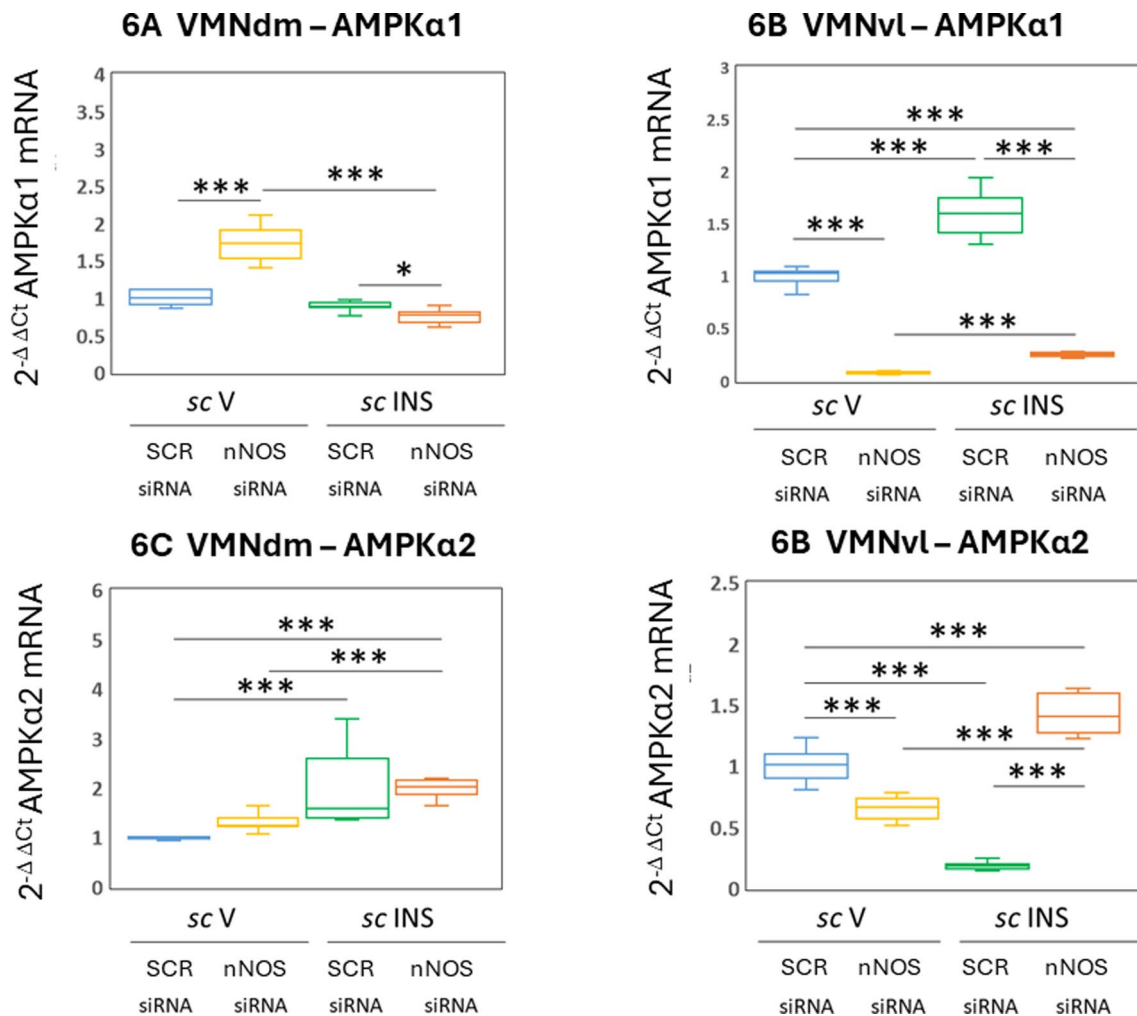 6A VMNdm – AMPKα1
2-Δ ΔCt AMPKα1 mRNA
4
3.5
3
2.5
2
1.5
1
0.5
0
***
***
*
sc V
sc INS
SCR nNOS SCR nNOS
siRNA siRNA siRNA siRNA
6B VMNvl – AMPKα1
2-Δ ΔCt AMPKα1 mRNA
3
2.5
2
1.5
1
0.5
0
***
*** ***
***
***
sc V
sc INS
SCR nNOS SCR nNOS
siRNA siRNA siRNA siRNA
6C VMNdm – AMPKα2
2-Δ ΔCt AMPKα2 mRNA
6
5
4
3
2
1
0
***
***
***
sc V
sc INS
SCR nNOS SCR nNOS
siRNA siRNA siRNA siRNA
6B VMNvl – AMPKα2
2-Δ ΔCt AMPKα2 mRNA
2.5
2
1.5
1
0.5
0
***
***
***
***
***
sc V
sc INS
SCR nNOS SCR nNOS
siRNA siRNA siRNA siRNA